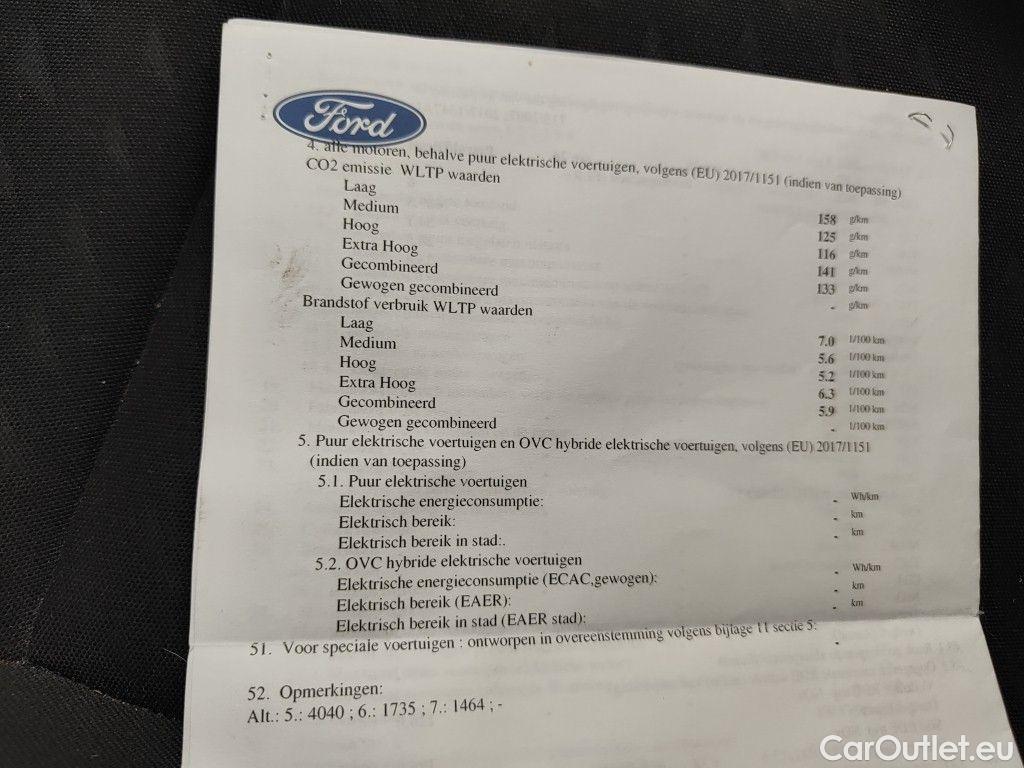 Ford
4. alle motoren, behalve puur elektrische voertuigen, volgens (EU) 2017/1151 (indien van toepassing)
CO2 emissie WLTP waarden
Laag 158 g/km
Medium 125 g/km
Hoog 116 g/km
Extra Hoog 141 g/km
Gecombineerd 133 g/km
Gewogen gecombineerd - g/km
Brandstof verbruik WLTP waarden
Laag 7.0 l/100 km
Medium 5.6 l/100 km
Hoog 5.2 l/100 km
Extra Hoog 6.3 l/100 km
Gecombineerd 5.9 l/100 km
Gewogen gecombineerd - l/100 km
5. Puur elektrische voertuigen en OVC hybride elektrische voertuigen, volgens (EU) 2017/1151
(indien van toepassing)
5.1. Puur elektrische voertuigen
Elektrische energieconsumptie: - Wh/km
Elektrisch bereik: - km
Elektrisch bereik in stad:. - km
5.2. OVC hybride elektrische voertuigen
Elektrische energieconsumptie (ECAC,gewogen): - Wh/km
Elektrisch bereik (EAER): - km
Elektrisch bereik in stad (EAER stad): - km
51. Voor speciale voertuigen : ontworpen in overeenstemming volgens bijlage 11 sectie 5: -
52. Opmerkingen:
Alt.: 5.: 4040 ; 6.: 1735 ; 7.: 1464 ; -
CarOutlet.eu